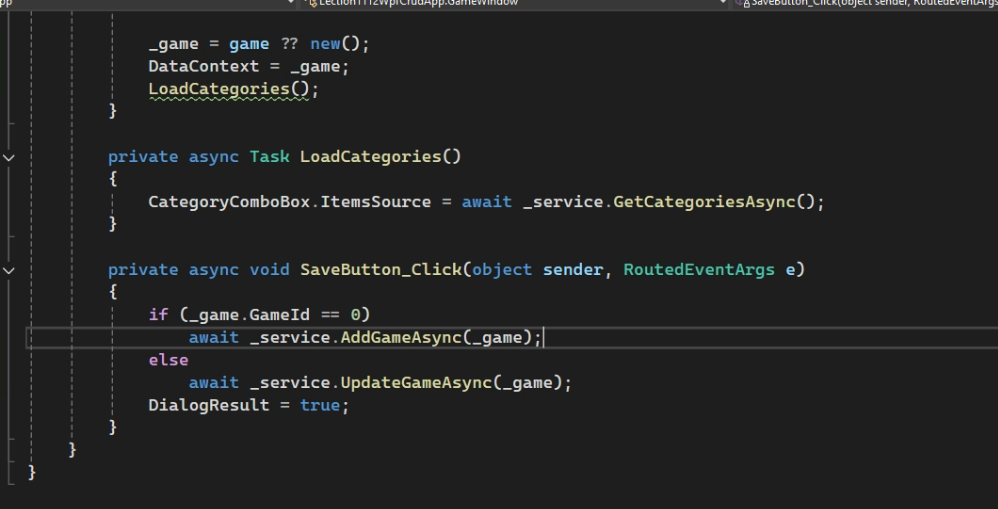 Lection1112WpfCrudApp.GameWindow SaveButton_Click(object sender, RoutedEventArgs
_game = game ?? new();
DataContext = _game;
LoadCategories();
}
private async Task LoadCategories()
{
CategoryComboBox.ItemsSource = await _service.GetCategoriesAsync();
}
private async void SaveButton_Click(object sender, RoutedEventArgs e)
{
if (_game.GameId == 0)
await _service.AddGameAsync(_game);
else
await _service.UpdateGameAsync(_game);
DialogResult = true;
}
}
}